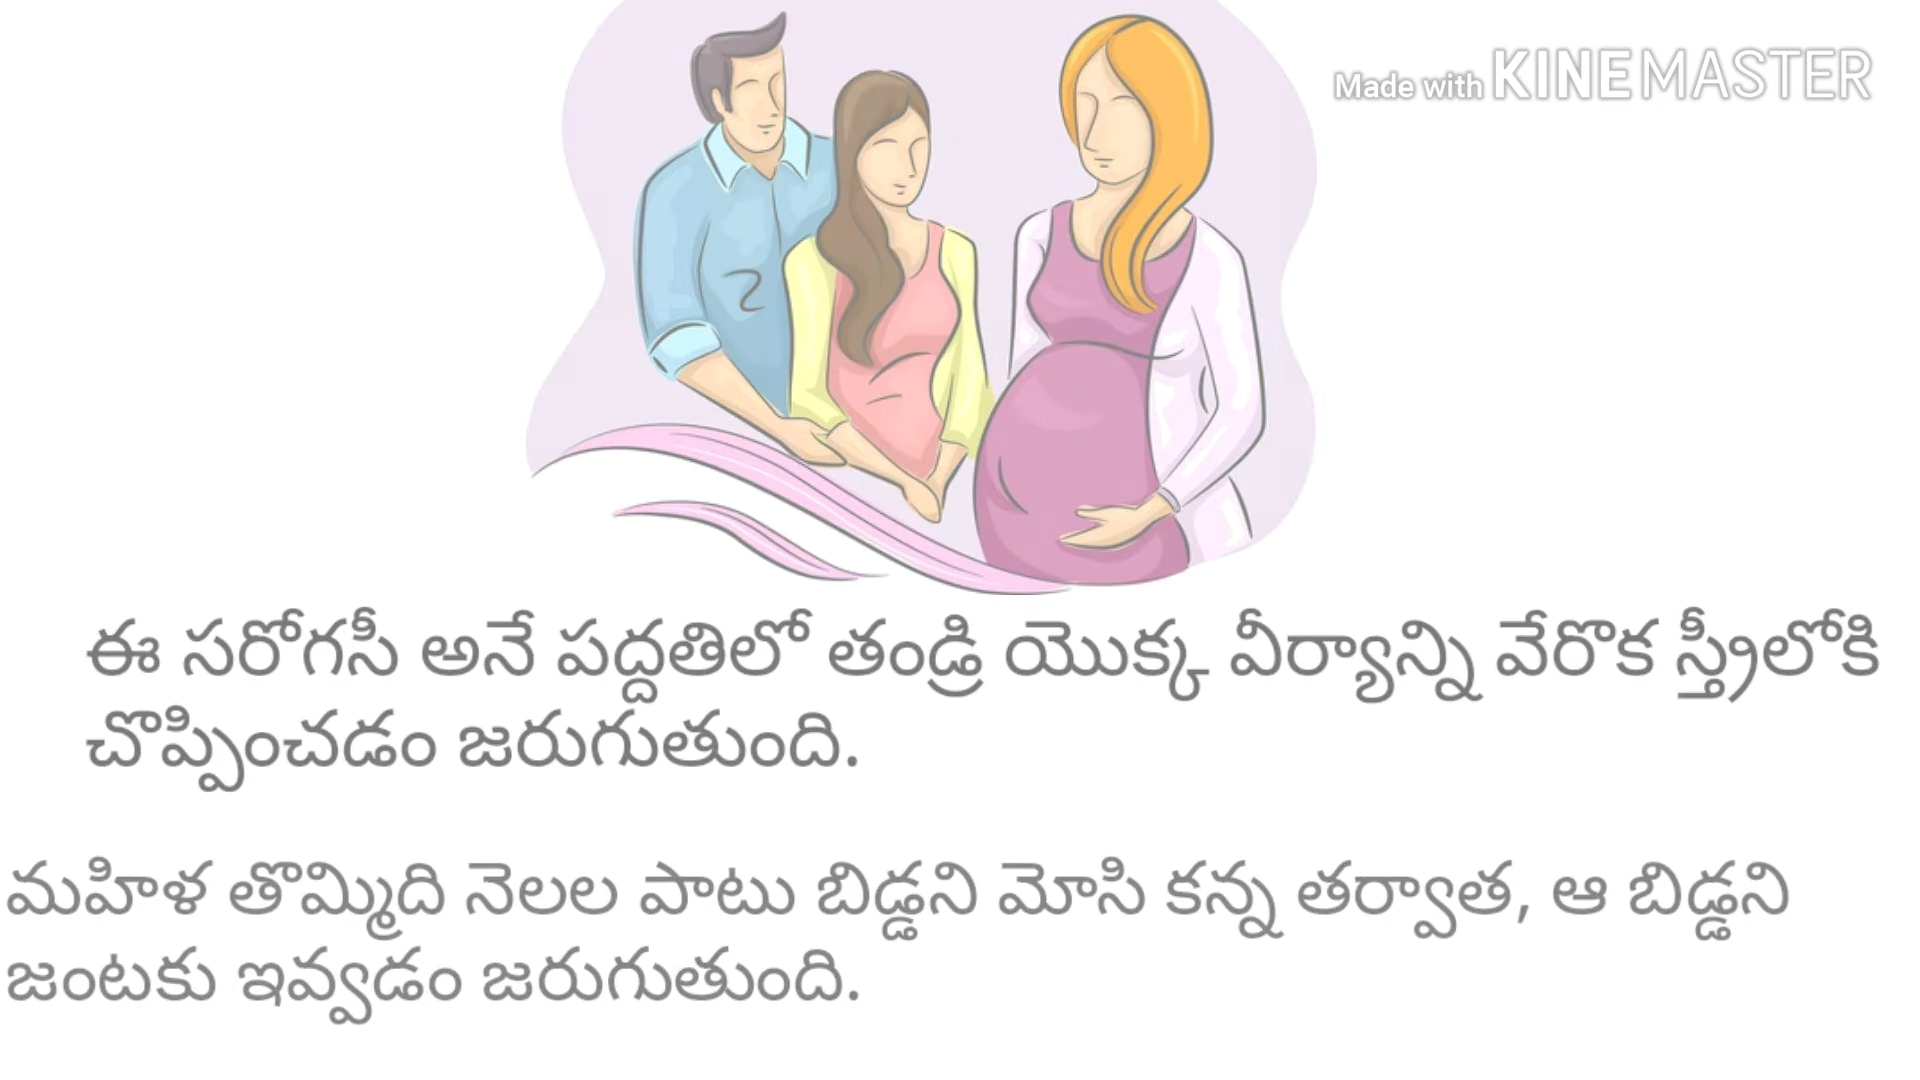 Made with KINEMASTER
ఈ సరోగసీ అనే పద్దతిలో తండ్రి యొక్క వీర్యాన్ని వేరొక స్త్రీలోకి
చొప్పించడం జరుగుతుంది.
మహిళ తొమ్మిది నెలల పాటు బిడ్డని మోసి కన్న తర్వాత, ఆ బిడ్డని
జంటకు ఇవ్వడం జరుగుతుంది.